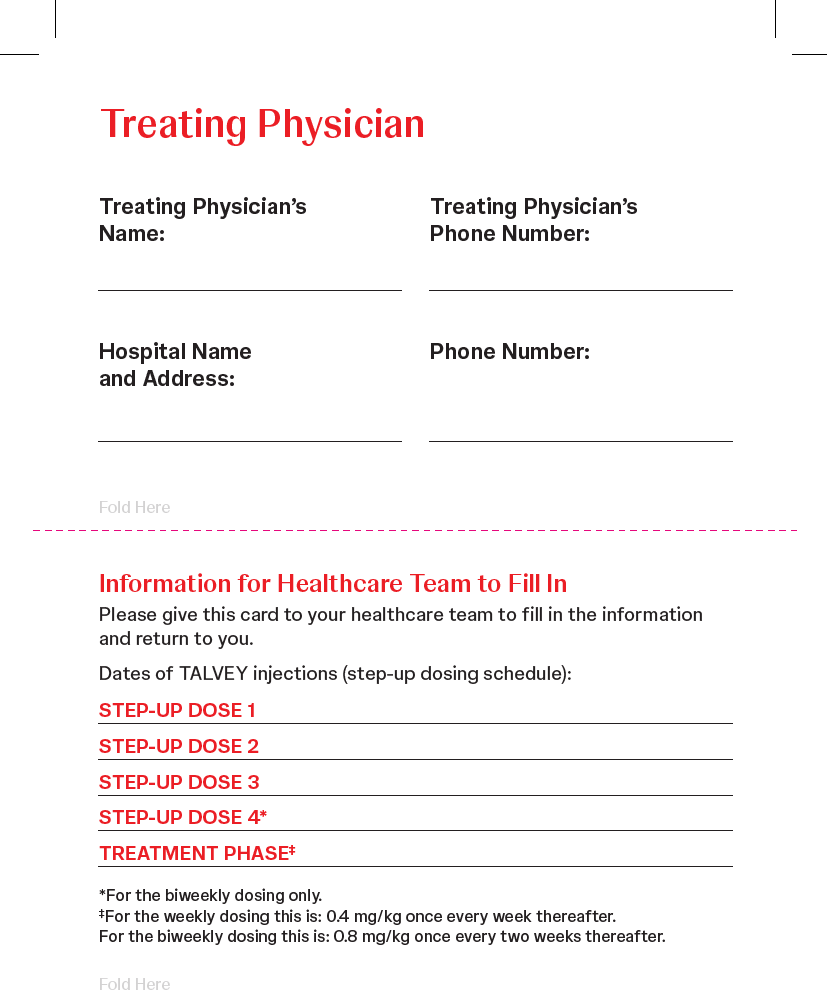 Treating Physician
Treating Physician’s
Name:
Treating Physician’s
Phone Number:
Hospital Name
and Address:
Phone Number:
Fold Here
Information for Healthcare Team to Fill In
Please give this card to your healthcare team to fill in the information
and return to you.
Dates of TALVEY injections (step-up dosing schedule):
STEP-UP DOSE 1
STEP-UP DOSE 2
STEP-UP DOSE 3
STEP-UP DOSE 4*
TREATMENT PHASE‡
*For the biweekly dosing only.
‡For the weekly dosing this is: 0.4 mg/kg once every week thereafter.
For the biweekly dosing this is: 0.8 mg/kg once every two weeks thereafter.
Fold Here